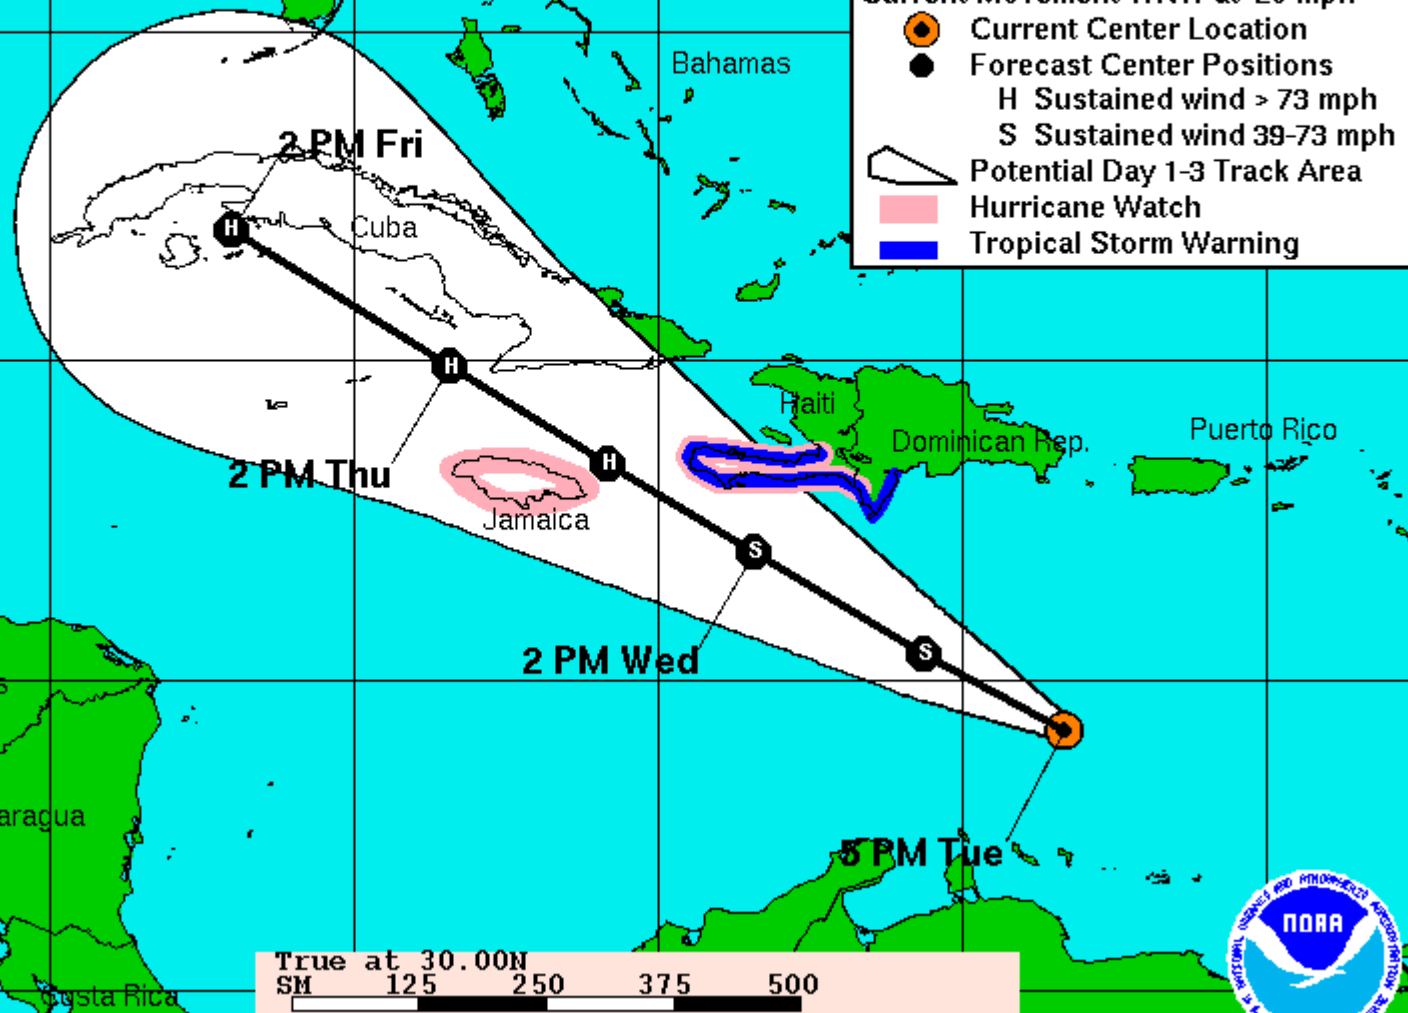 Current Center Location
Forecast Center Positions
H Sustained wind > 73 mph
S Sustained wind 39-73 mph
Potential Day 1-3 Track Area
Hurricane Watch
Tropical Storm Warning
Bahamas
2 PM Fri
Cuba
H
H
Haiti
Dominican Rep.
Puerto Rico
2 PM Thu
H
Jamaica
S
2 PM Wed
S
aragua
5 PM Tue
NOAA
True at 30.00N
SM 125 250 375 500
Costa Rica